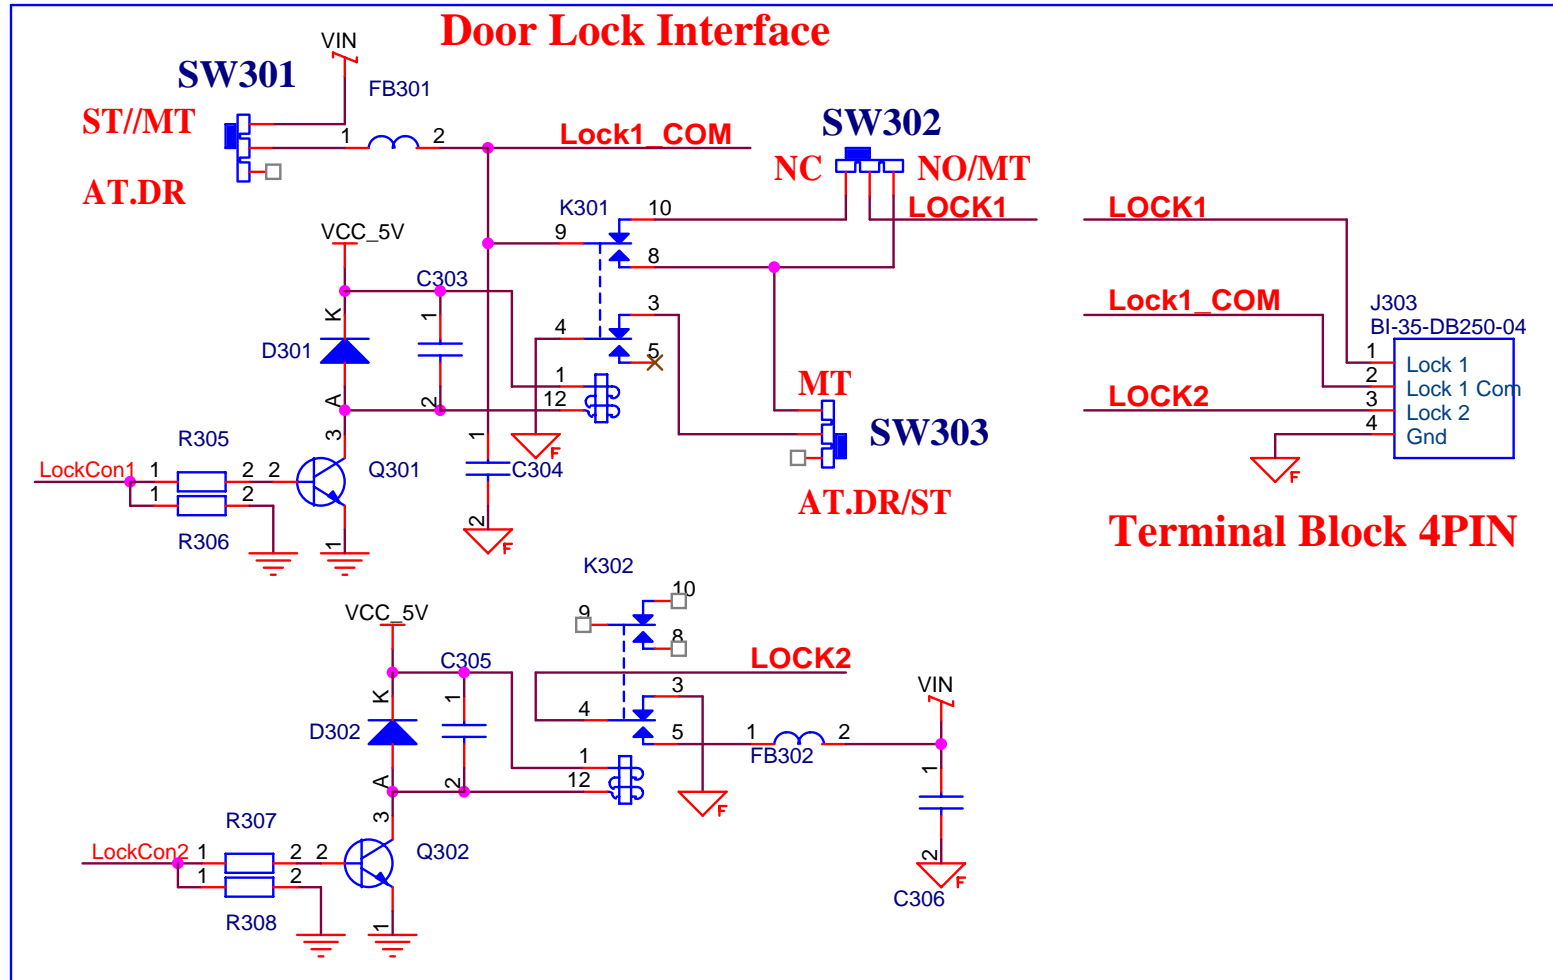 Door Lock Interface
VIN
SW301
FB301
ST//MT
1
2
Lock1_COM
SW302
AT.DR
NC
NO/MT
K301
10
9
8
LOCK1
LOCK1
VCC_5V
C303
1
K
D301
A
2
3
4
5
1
12
Lock1_COM
J303
BI-35-DB250-04
1
Lock 1
2
Lock 1 Com
3
Lock 2
4
Gnd
LOCK2
F
MT
SW303
AT.DR/ST
F
1
C304
2
F
3
R305
LockCon1
1
2
2
Q301
1
2
R306
1
Terminal Block 4PIN
K302
10
9
8
VCC_5V
C305
1
K
D302
A
2
LOCK2
3
4
5
1
12
F
1
2
FB302
VIN
1
2
F
C306
3
R307
LockCon2
1
2
2
Q302
1
2
R308
1